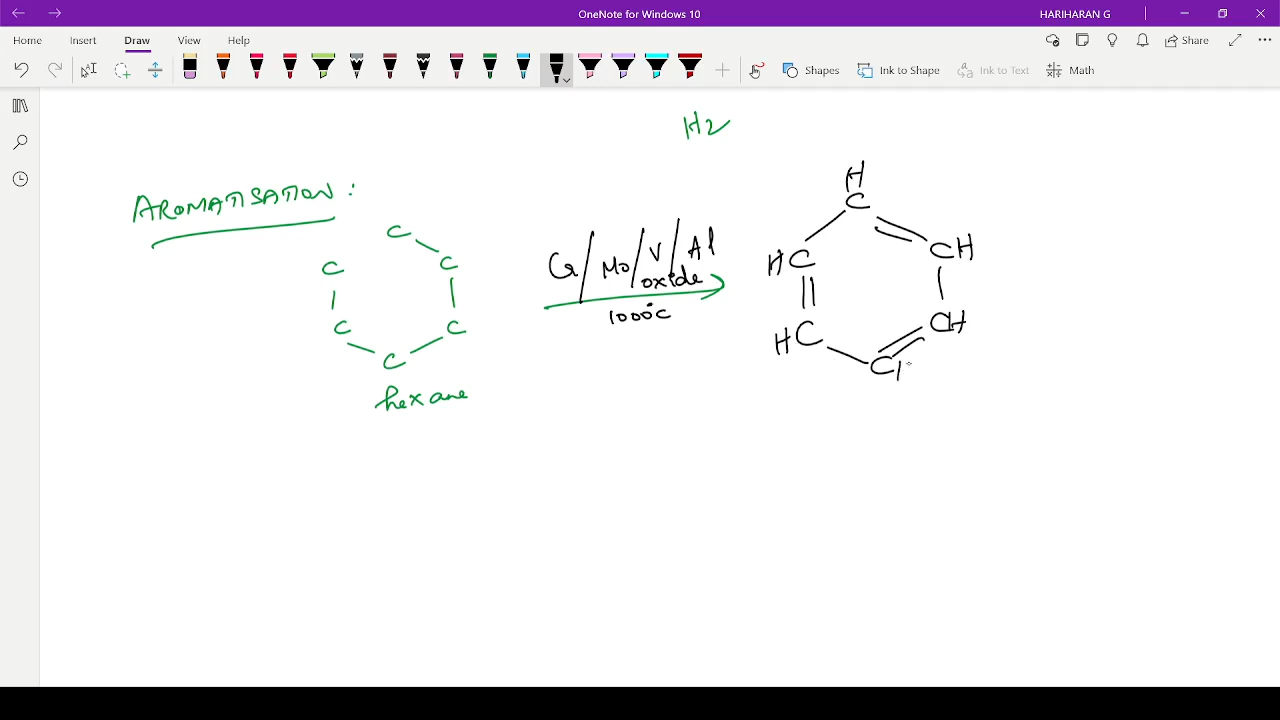 OneNote for Windows 10
HARIHARAN G
Home Insert Draw View Help
Share
Shapes Ink to Shape Ink to Text Math
H2
AROMATISATION:
C C C C C C
hexane
Cr/Mo/V/Al
oxide
1000°C
H
C
HC CH
HC CH
C